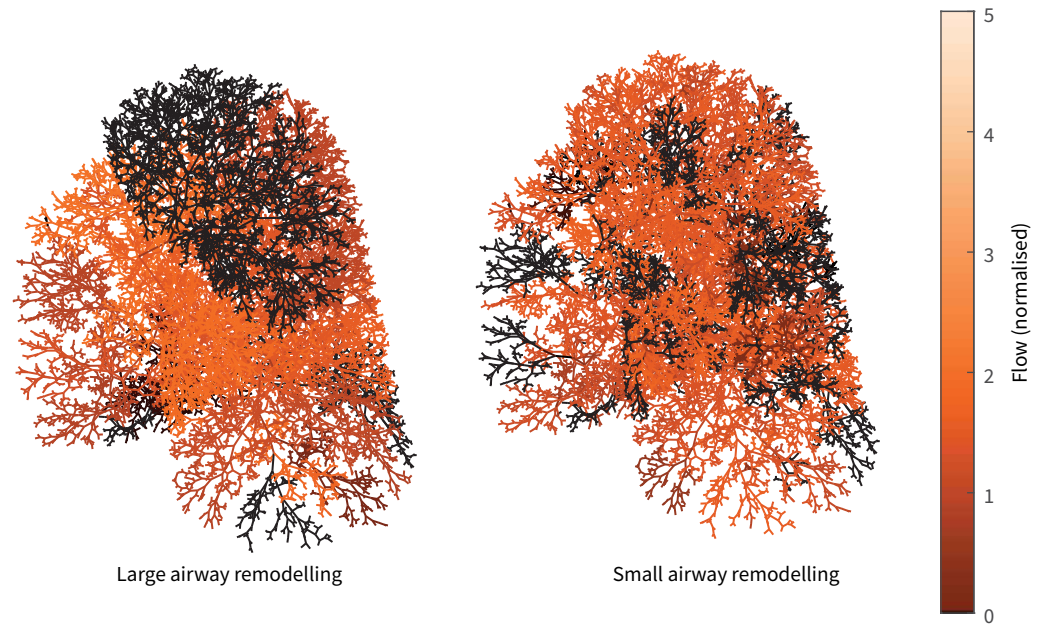 5
4
3
2
1
0
Flow (normalised)
Large airway remodelling
Small airway remodelling